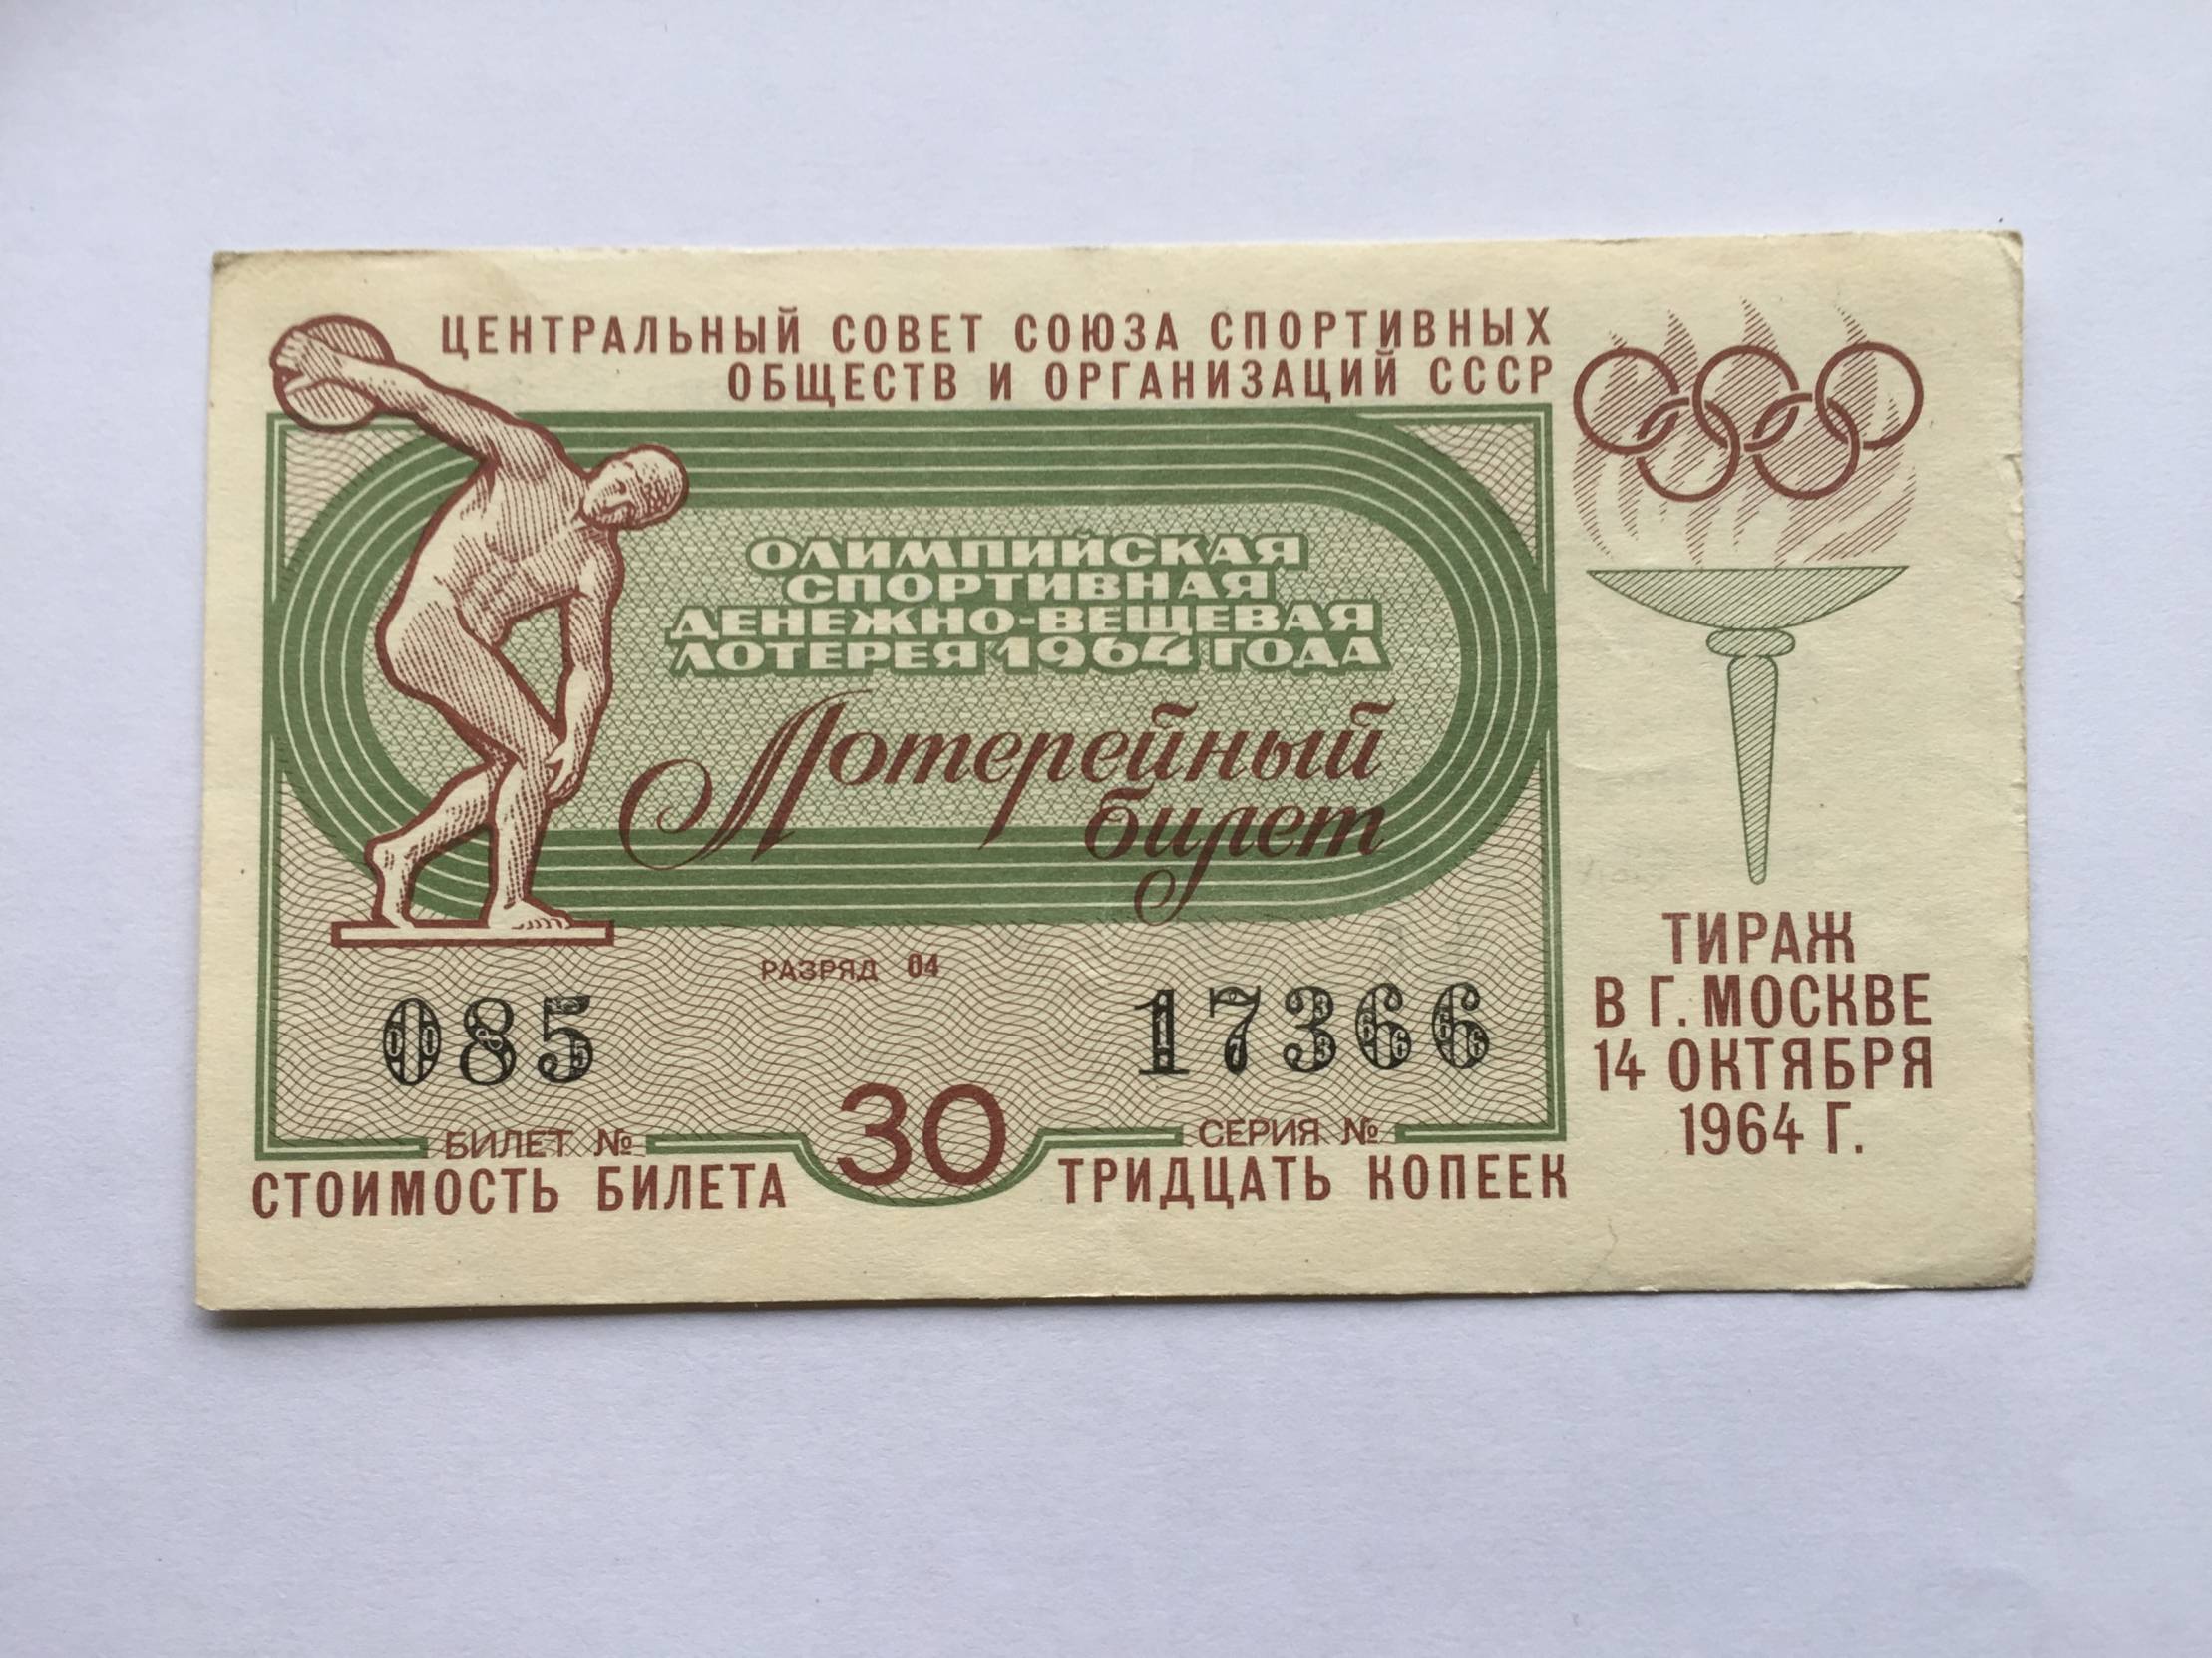 ЦЕНТРАЛЬНЫЙ СОВЕТ СОЮЗА СПОРТИВНЫХ
ОБЩЕСТВ И ОРГАНИЗАЦИЙ СССР
ОЛИМПИЙСКАЯ
СПОРТИВНАЯ
ДЕНЕЖНО-ВЕЩЕВАЯ
ЛОТЕРЕЯ 1964 ГОДА
Лотерейный
билет
РАЗРЯД 04
085 17366
БИЛЕТ № СЕРИЯ №
СТОИМОСТЬ БИЛЕТА 30 ТРИДЦАТЬ КОПЕЕК
ТИРАЖ
В Г. МОСКВЕ
14 ОКТЯБРЯ
1964 Г.